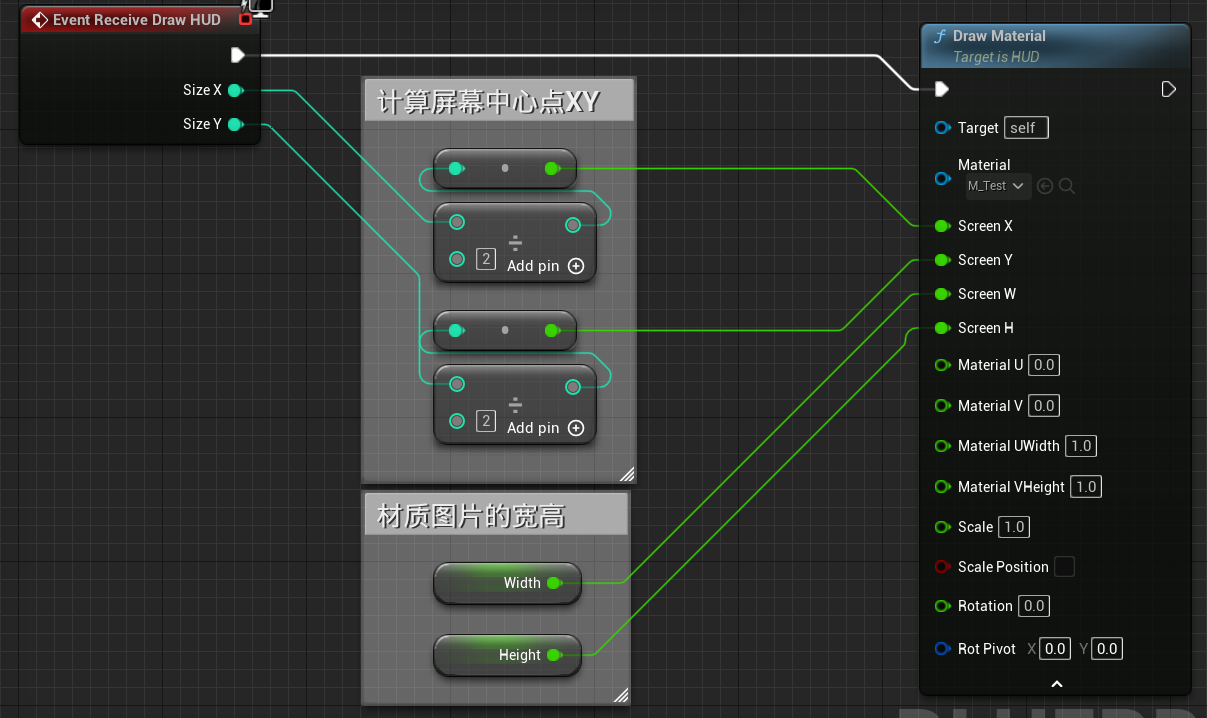 Event Receive Draw HUD
Size X
Size Y
计算屏幕中心点XY
÷
2
Add pin
÷
2
Add pin
材质图片的宽高
Width
Height
f Draw Material
Target is HUD
Target self
Material
M_Test
Screen X
Screen Y
Screen W
Screen H
Material U 0.0
Material V 0.0
Material UWidth 1.0
Material VHeight 1.0
Scale 1.0
Scale Position
Rotation 0.0
Rot Pivot X 0.0 Y 0.0